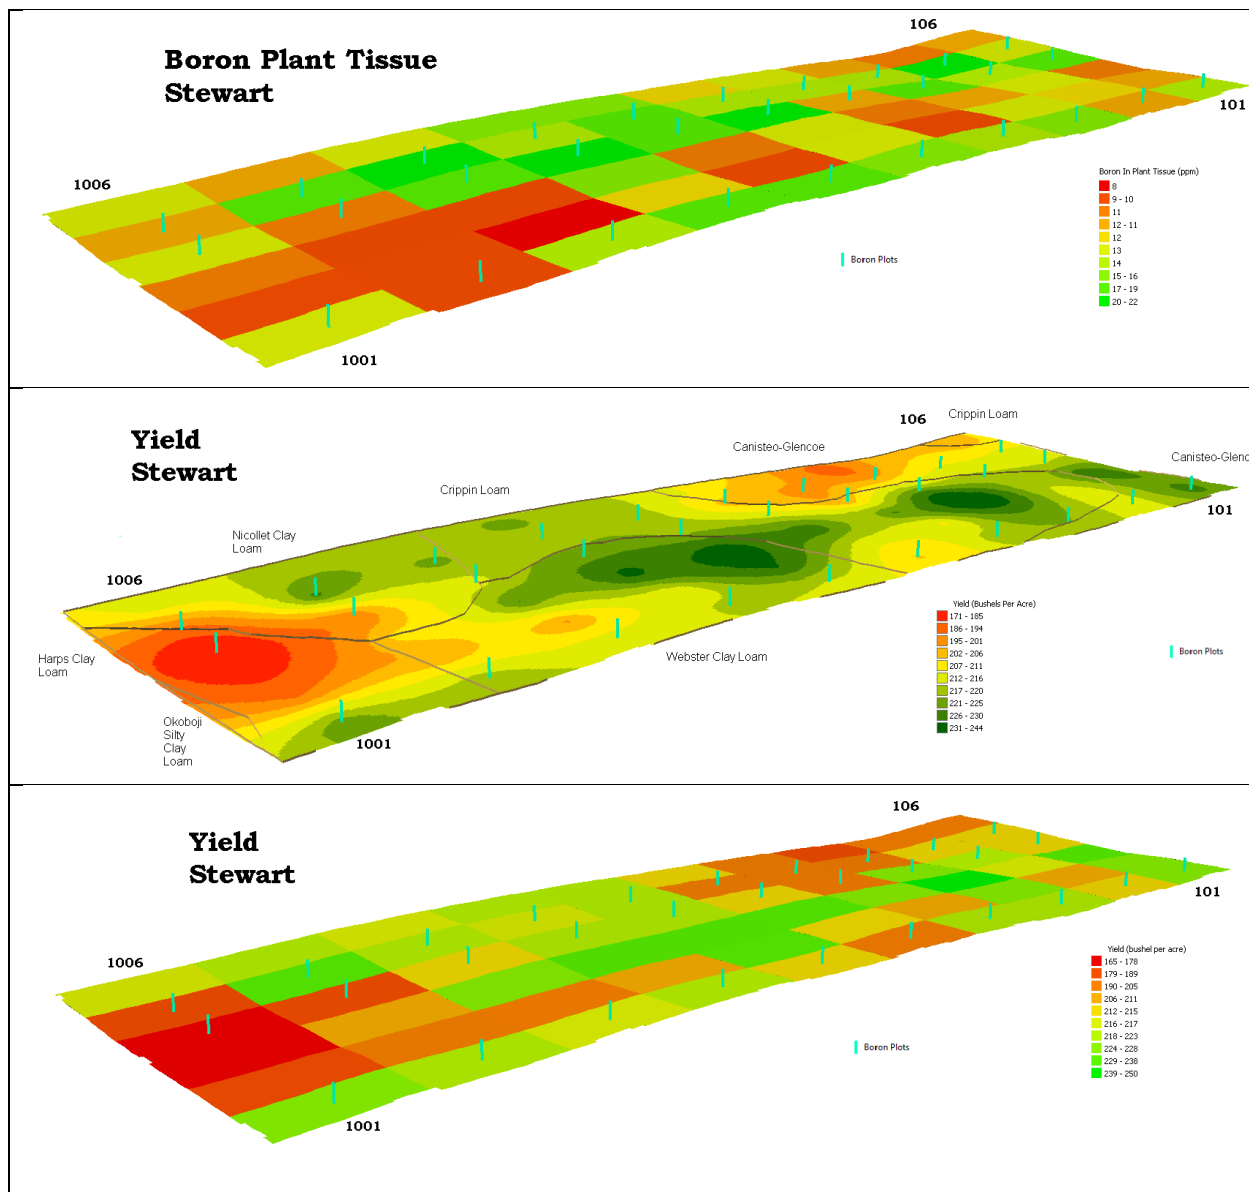 Boron Plant Tissue
Stewart
106
101
1006
1001
Boron In Plant Tissue (ppm)
8
9 - 10
11
12 - 11
12
13
14
15 - 16
17 - 19
20 - 22
Boron Plots
Yield
Stewart
106
Crippin Loam
Canisteo-Glencoe
Canisteo-Glenc
Crippin Loam
101
Nicollet Clay
Loam
1006
Harps Clay
Loam
Webster Clay Loam
Okoboji
Silty
Clay
Loam
1001
Yield (Bushels Per Acre)
171 - 185
186 - 194
195 - 201
202 - 206
207 - 211
212 - 216
217 - 220
221 - 225
226 - 230
231 - 244
Boron Plots
Yield
Stewart
106
101
1006
1001
Yield (bushel per acre)
165 - 178
179 - 189
190 - 205
206 - 211
212 - 215
216 - 217
218 - 223
224 - 228
229 - 238
239 - 250
Boron Plots